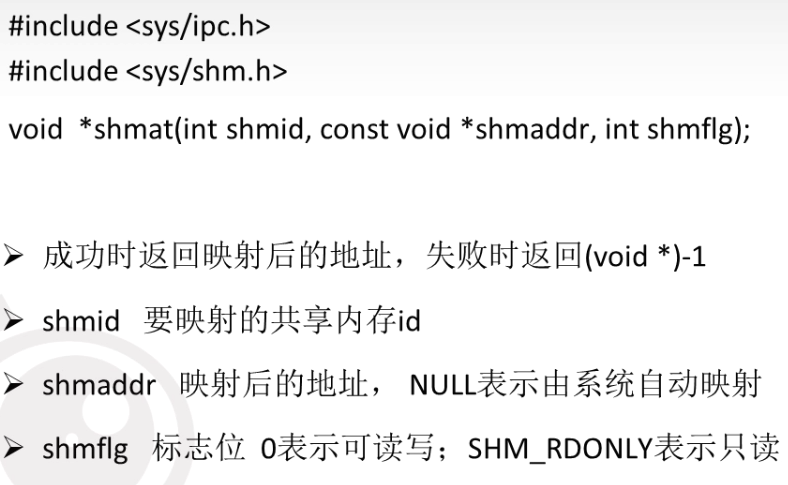 #include <sys/ipc.h>
#include <sys/shm.h>
void *shmat(int shmid, const void *shmaddr, int shmflg);
➢ 成功时返回映射后的地址，失败时返回(void *)-1
➢ shmid 要映射的共享内存id
➢ shmaddr 映射后的地址， NULL表示由系统自动映射
➢ shmflg 标志位 0表示可读写；SHM_RDONLY表示只读